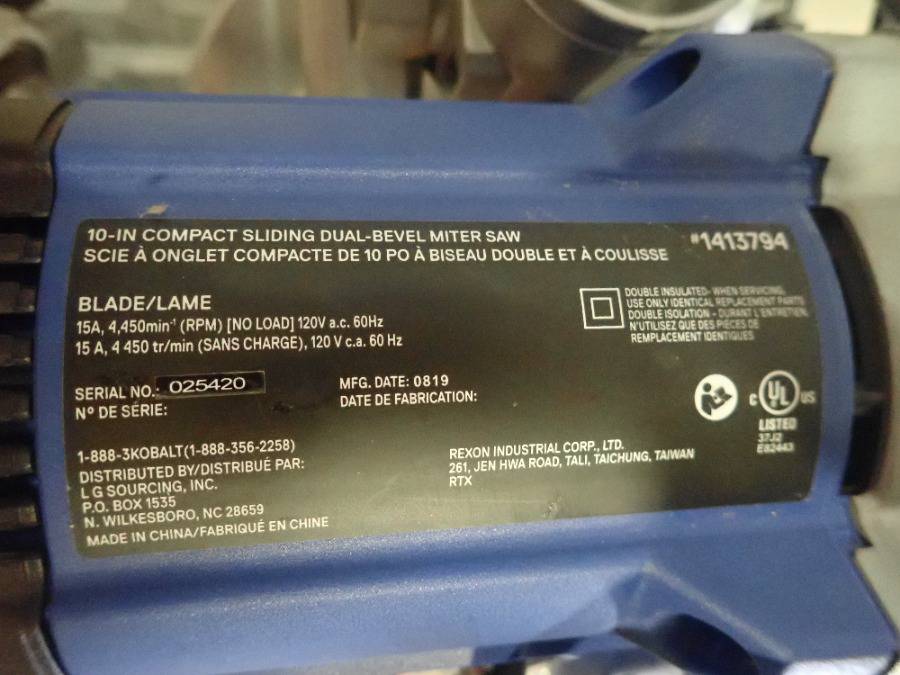 10-IN COMPACT SLIDING DUAL-BEVEL MITER SAW
SCIE À ONGLET COMPACTE DE 10 PO À BISEAU DOUBLE ET À COULISSE
#1413794
BLADE/LAME
15A, 4,450min⁻¹ (RPM) [NO LOAD] 120V a.c. 60Hz
15 A, 4 450 tr/min (SANS CHARGE), 120 V c.a. 60 Hz
DOUBLE INSULATED- WHEN SERVICING,
USE ONLY IDENTICAL REPLACEMENT PARTS
DOUBLE ISOLATION - DURANT L'ENTRETIEN,
N'UTILISEZ QUE DES PIÈCES DE
REMPLACEMENT IDENTIQUES
SERIAL NO.: 025420
Nº DE SÉRIE:
MFG. DATE: 0819
DATE DE FABRICATION:
C UL US
LISTED
37J2
E82443
1-888-3KOBALT(1-888-356-2258)
DISTRIBUTED BY/DISTRIBUÉ PAR:
L G SOURCING, INC.
P.O. BOX 1535
N. WILKESBORO, NC 28659
MADE IN CHINA/FABRIQUÉ EN CHINE
REXON INDUSTRIAL CORP., LTD.
261, JEN HWA ROAD, TALI, TAICHUNG, TAIWAN
RTX